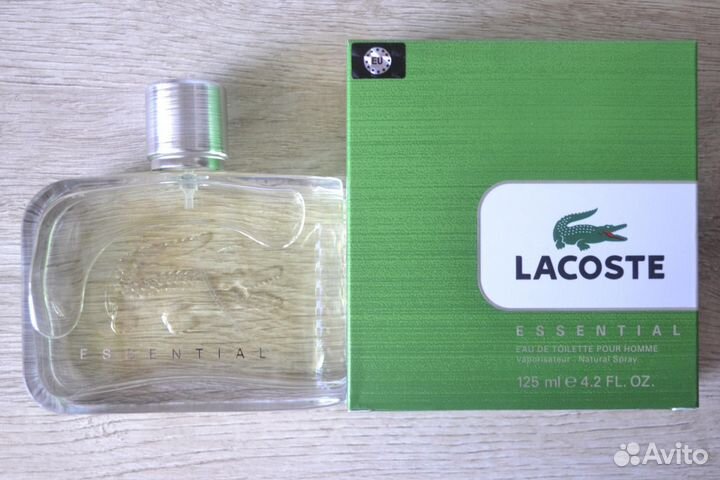 EU
LACOSTE
ESSENTIAL
EAU DE TOILETTE POUR HOMME
Vaporisateur - Natural Spray
125 ml e 4.2 FL. OZ.
ESSENTIAL
Avito